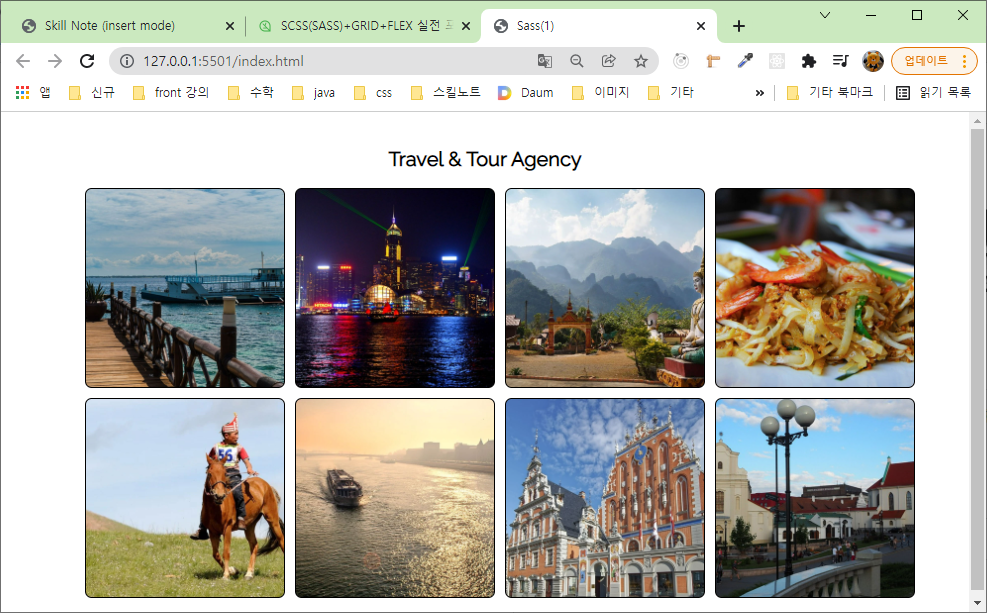 Skill Note (insert mode)
SCSS(SASS)+GRID+FLEX 실전
Sass(1)
127.0.0.1:5501/index.html
업데이트
앱 신규 front 강의 수학 java css 스킬노트 Daum 이미지 기타 » 기타 북마크 읽기 목록
Travel & Tour Agency
56